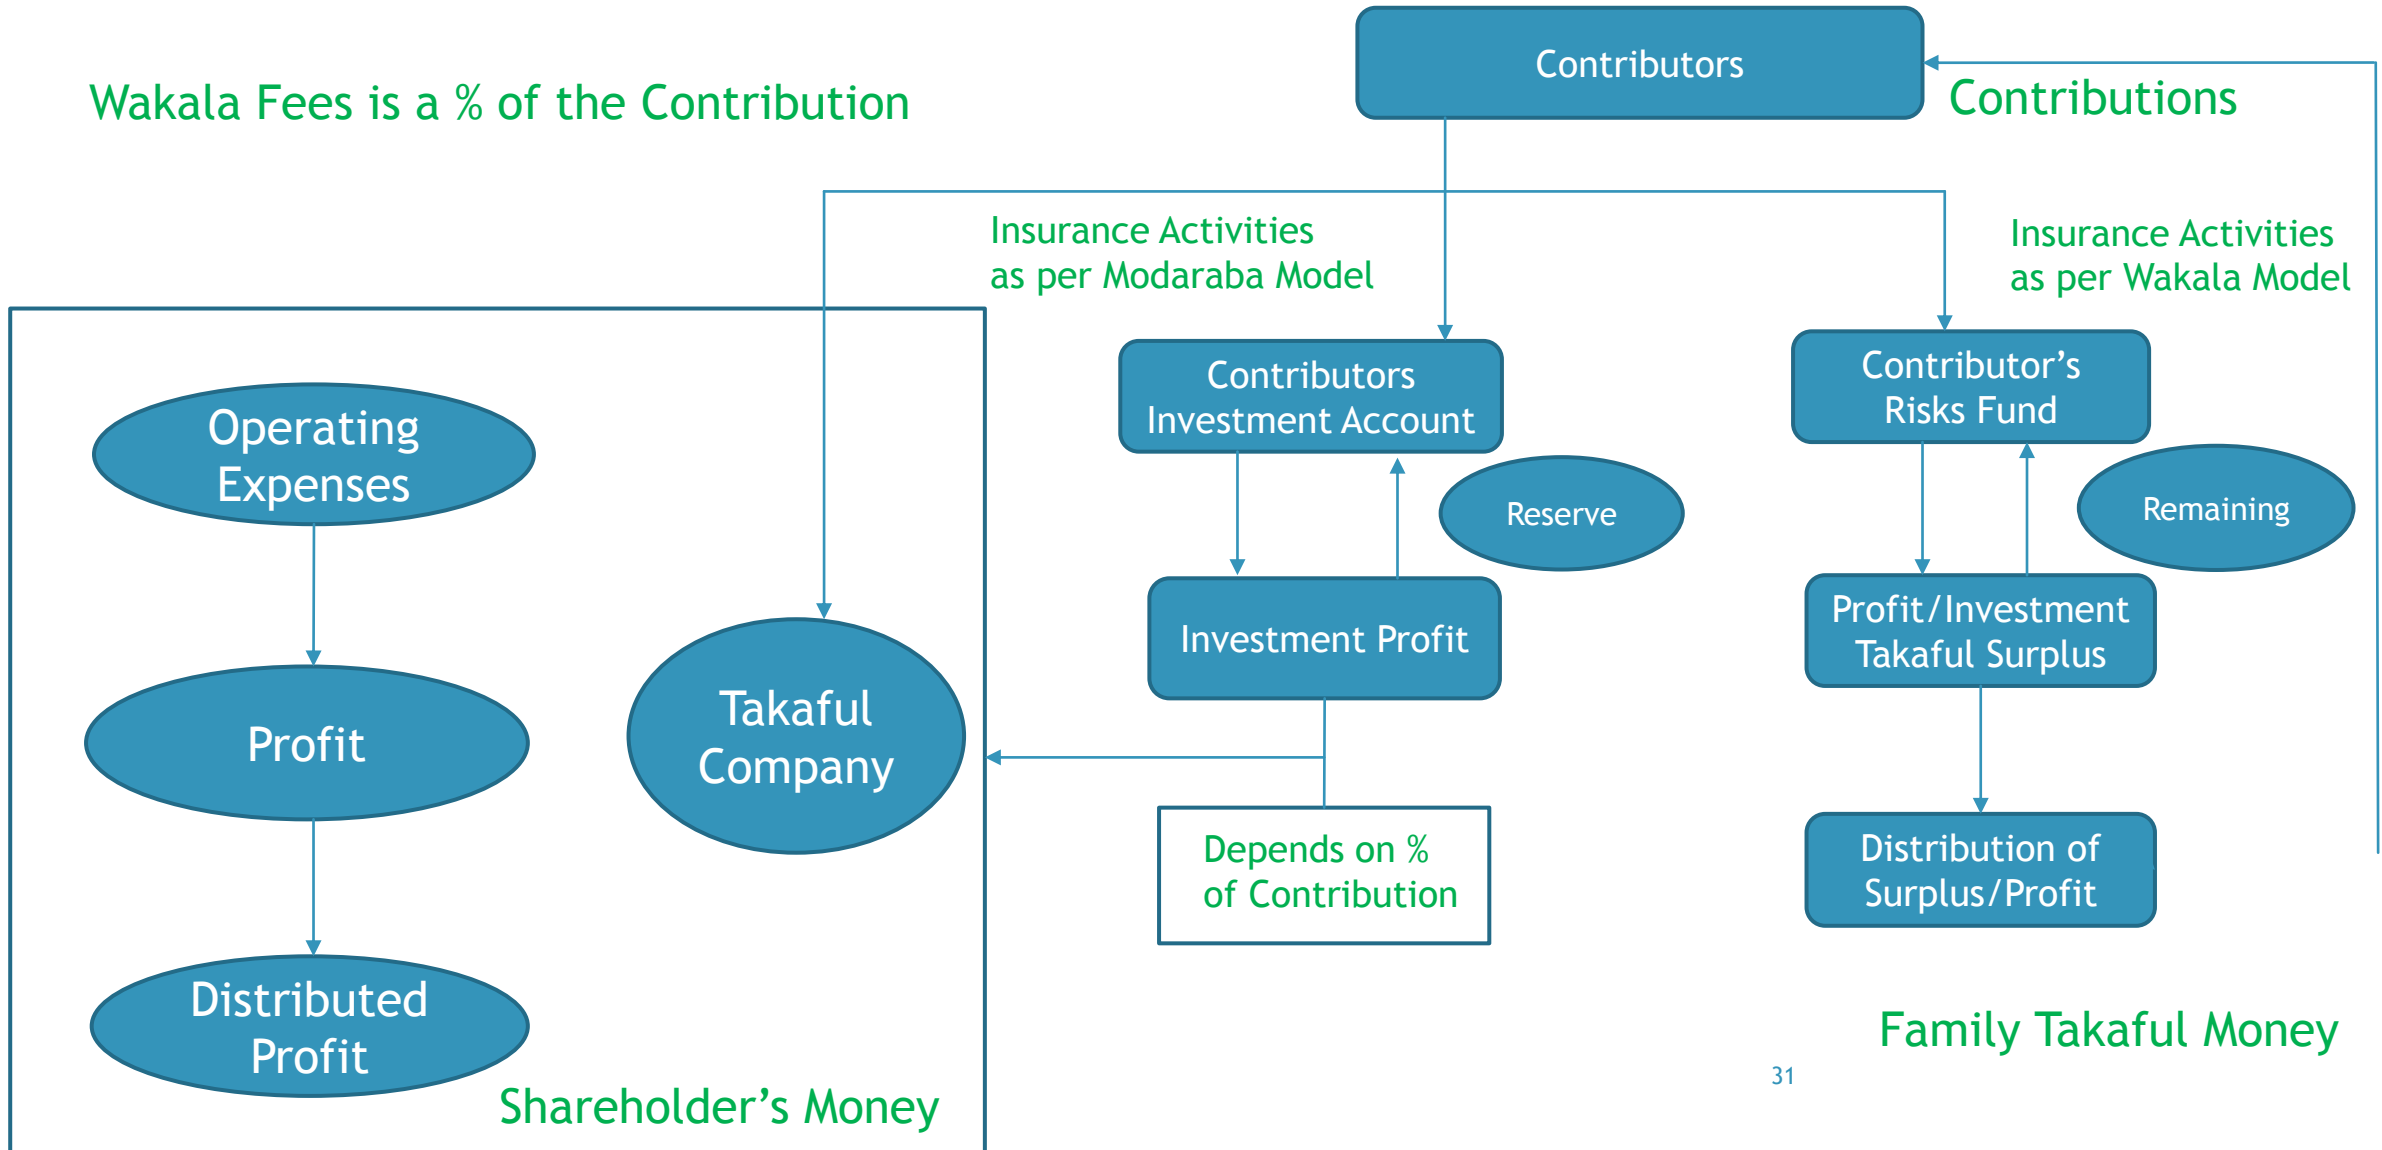 Contributors
Wakala Fees is a % of the Contribution
Contributions
Insurance Activities
as per Modaraba Model
Insurance Activities
as per Wakala Model
Contributors
Investment Account
Contributor’s
Risks Fund
Operating
Expenses
Reserve
Remaining
Investment Profit
Profit/Investment
Takaful Surplus
Profit
Takaful
Company
Depends on %
of Contribution
Distribution of
Surplus/Profit
Distributed
Profit
Family Takaful Money
31
Shareholder’s Money